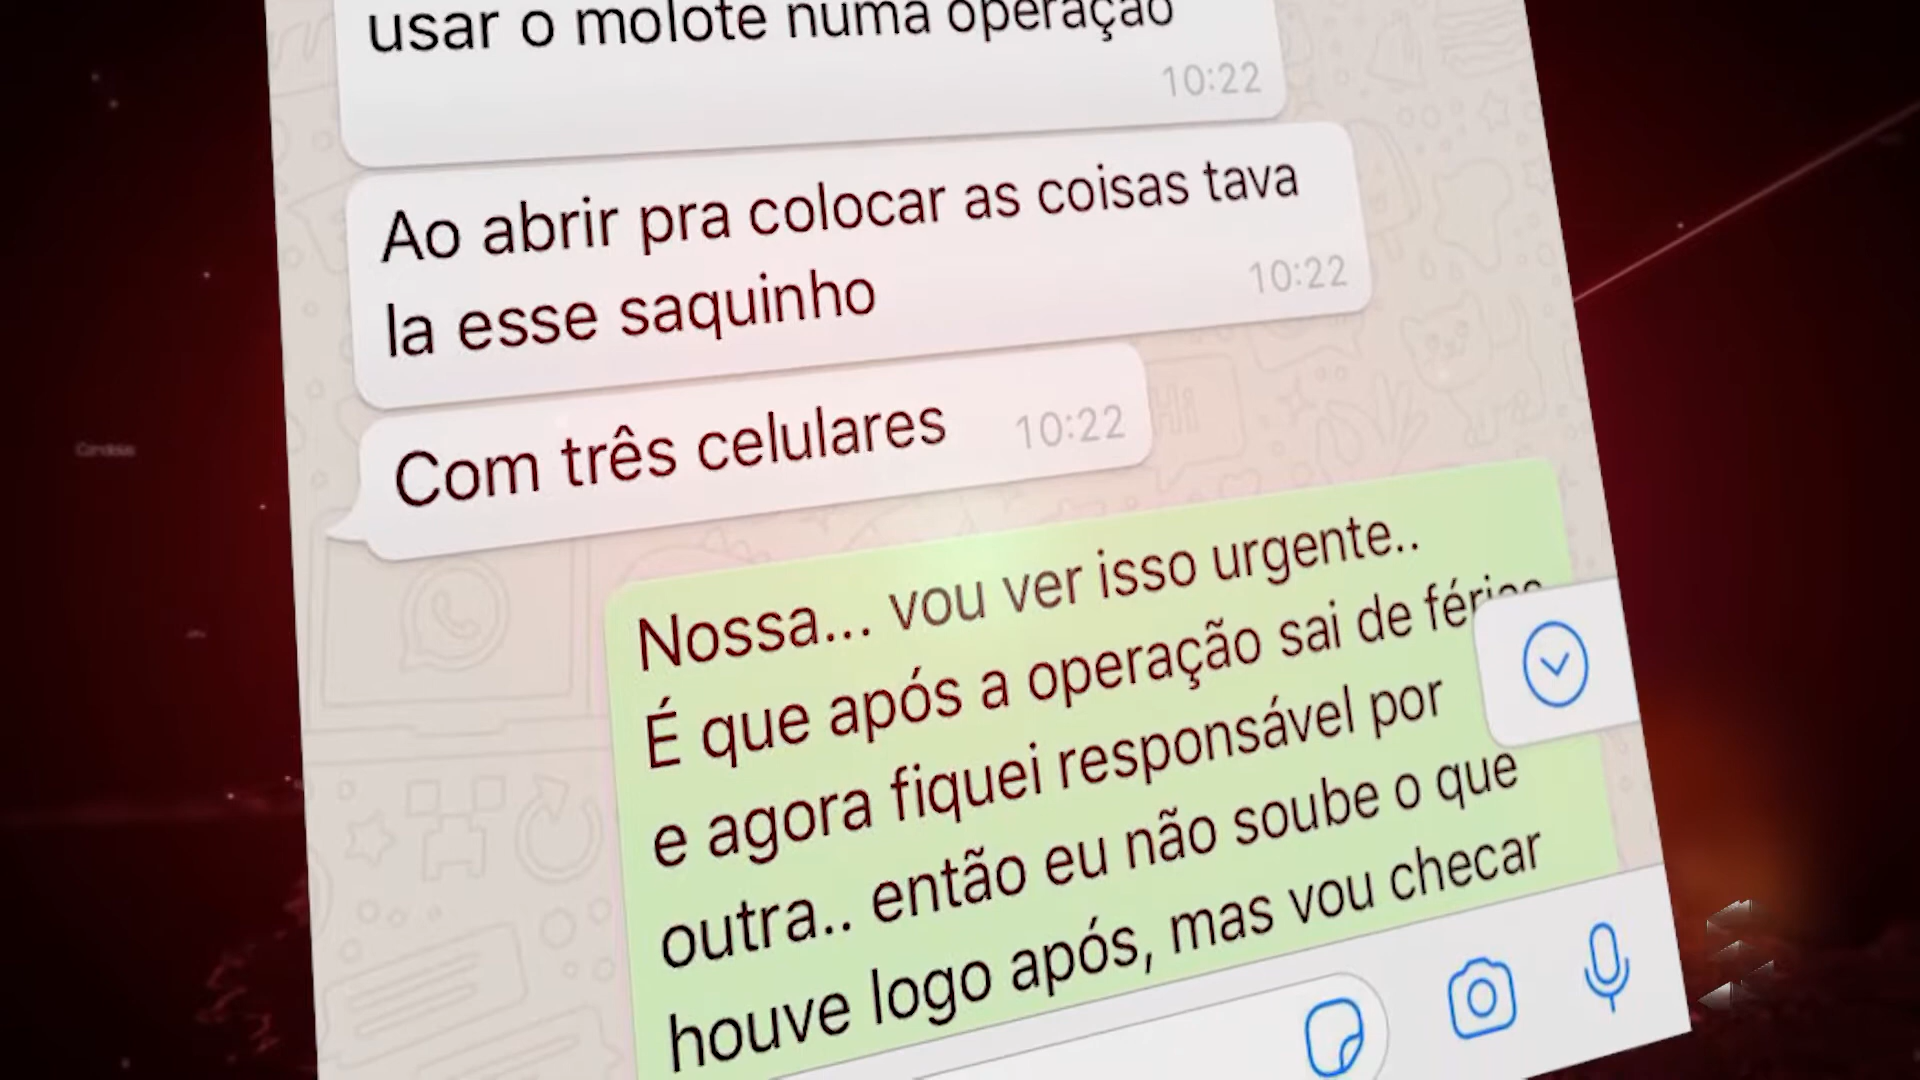 usar o molote numa operação
10:22
Ao abrir pra colocar as coisas tava
la esse saquinho
10:22
Com três celulares
10:22
Nossa... vou ver isso urgente..
É que após a operação sai de férias
e agora fiquei responsável por
outra.. então eu não soube o que
houve logo após, mas vou checar
Hi